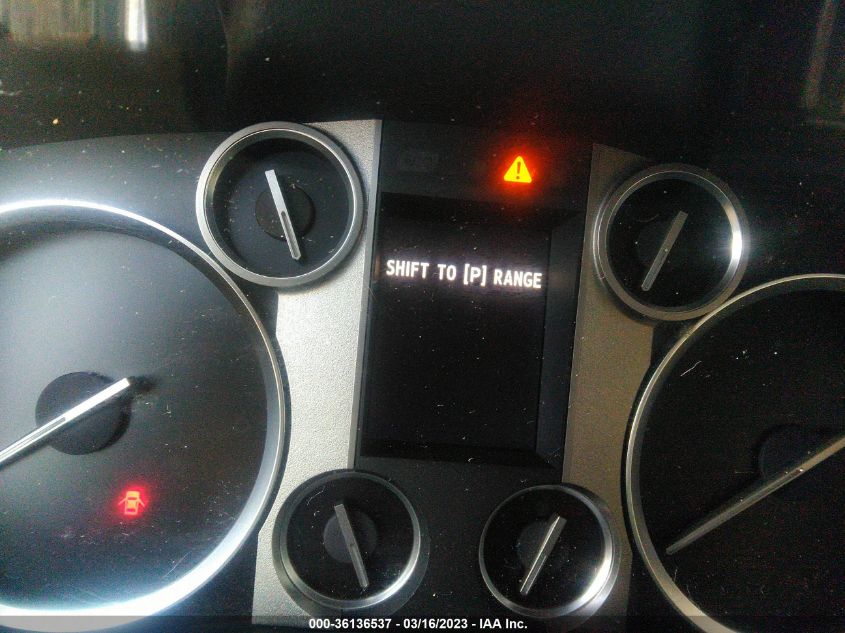 SHIFT TO [P] RANGE
000-36136537 - 03/16/2023 - IAA Inc.